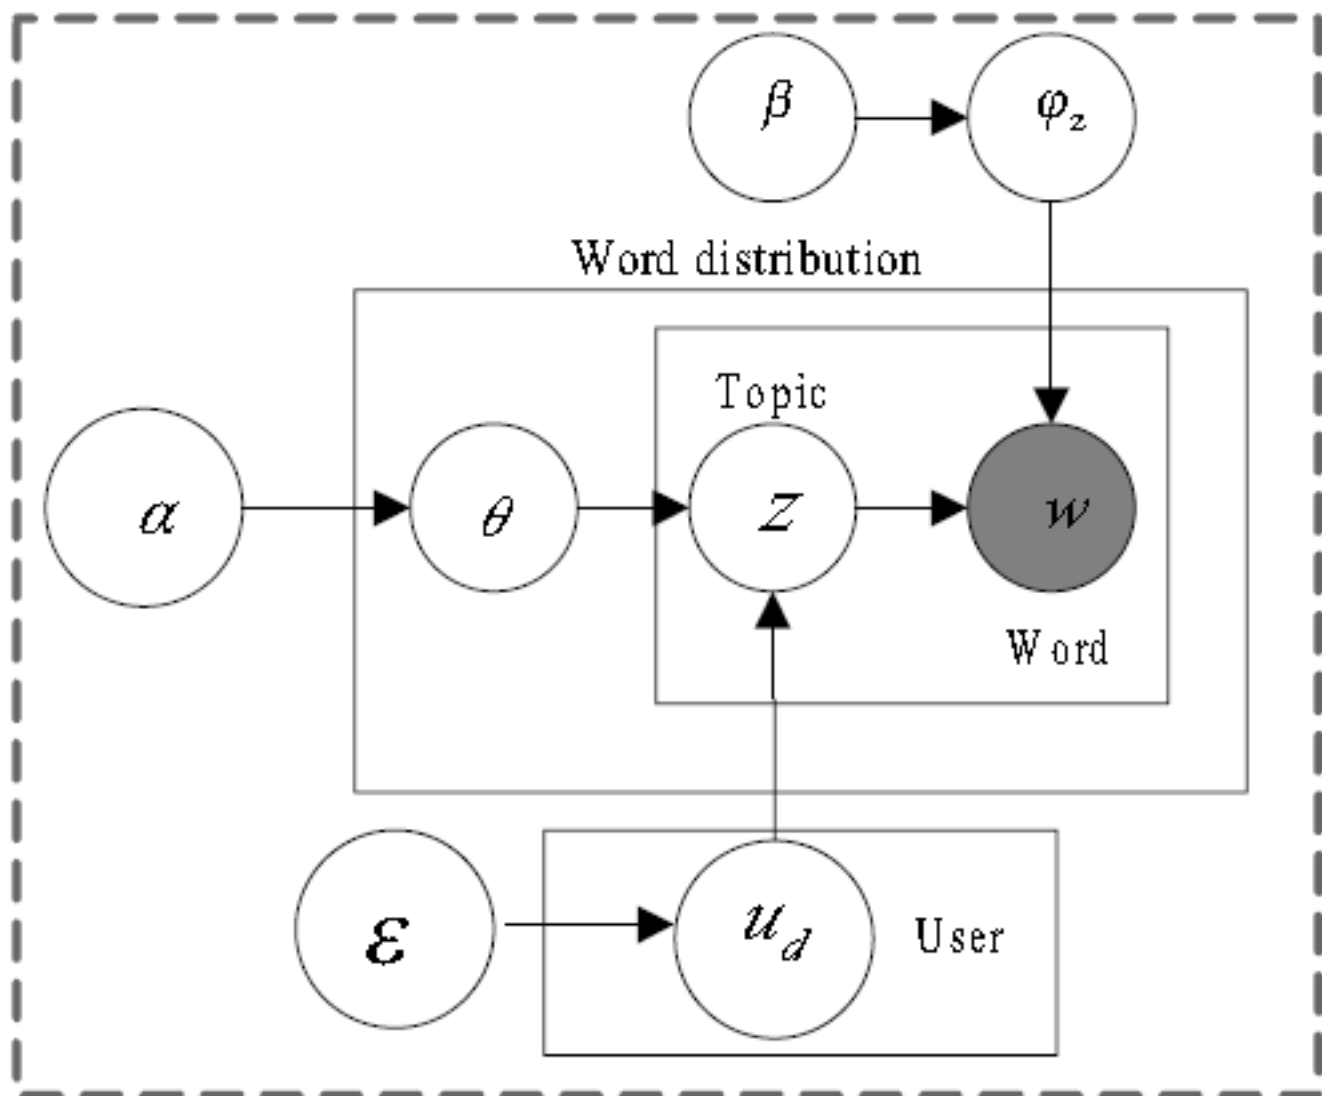 β φz
Word distribution
Topic
α θ z w
Word
ε ud User